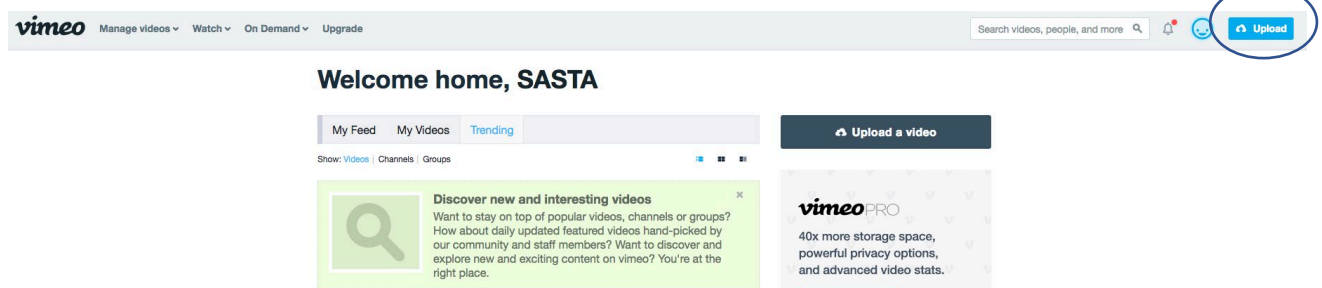 vimeo Manage videos Watch On Demand Upgrade Search videos, people, and more Upload
Welcome home, SASTA
My Feed My Videos Trending
Upload a video
Show: Videos | Channels | Groups
Discover new and interesting videos
Want to stay on top of popular videos, channels or groups?
How about daily updated featured videos hand-picked by
our community and staff members? Want to discover and
explore new and exciting content on vimeo? You're at the
right place.
vimeo PRO
40x more storage space,
powerful privacy options,
and advanced video stats.